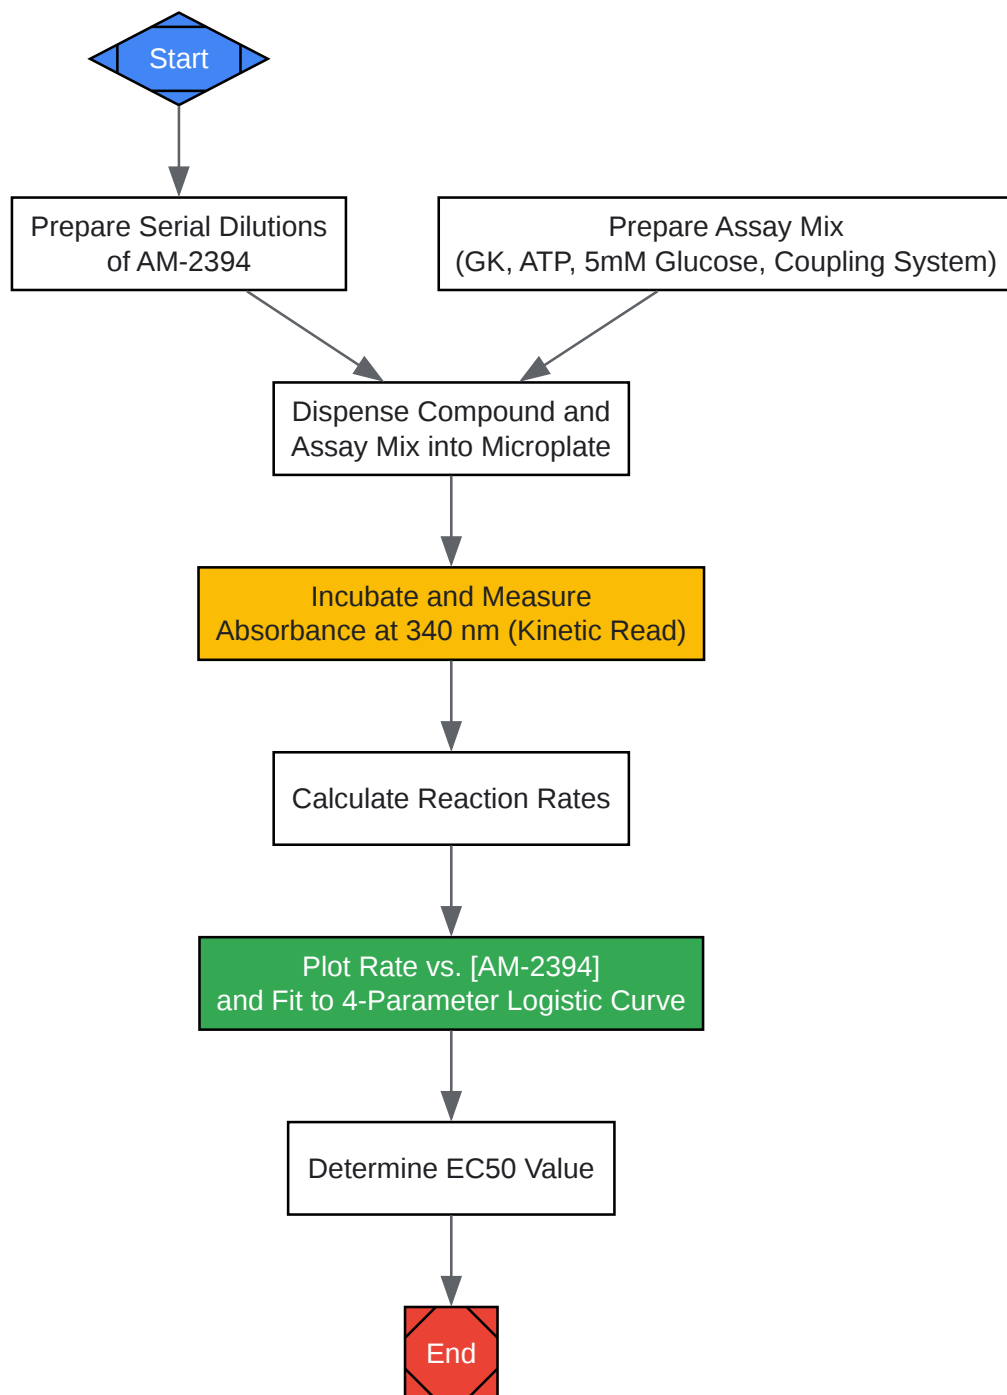 Start
Prepare Serial Dilutions
of AM-2394
Prepare Assay Mix
(GK, ATP, 5mM Glucose, Coupling System)
Dispense Compound and
Assay Mix into Microplate
Incubate and Measure
Absorbance at 340 nm (Kinetic Read)
Calculate Reaction Rates
Plot Rate vs. [AM-2394]
and Fit to 4-Parameter Logistic Curve
Determine EC50 Value
End